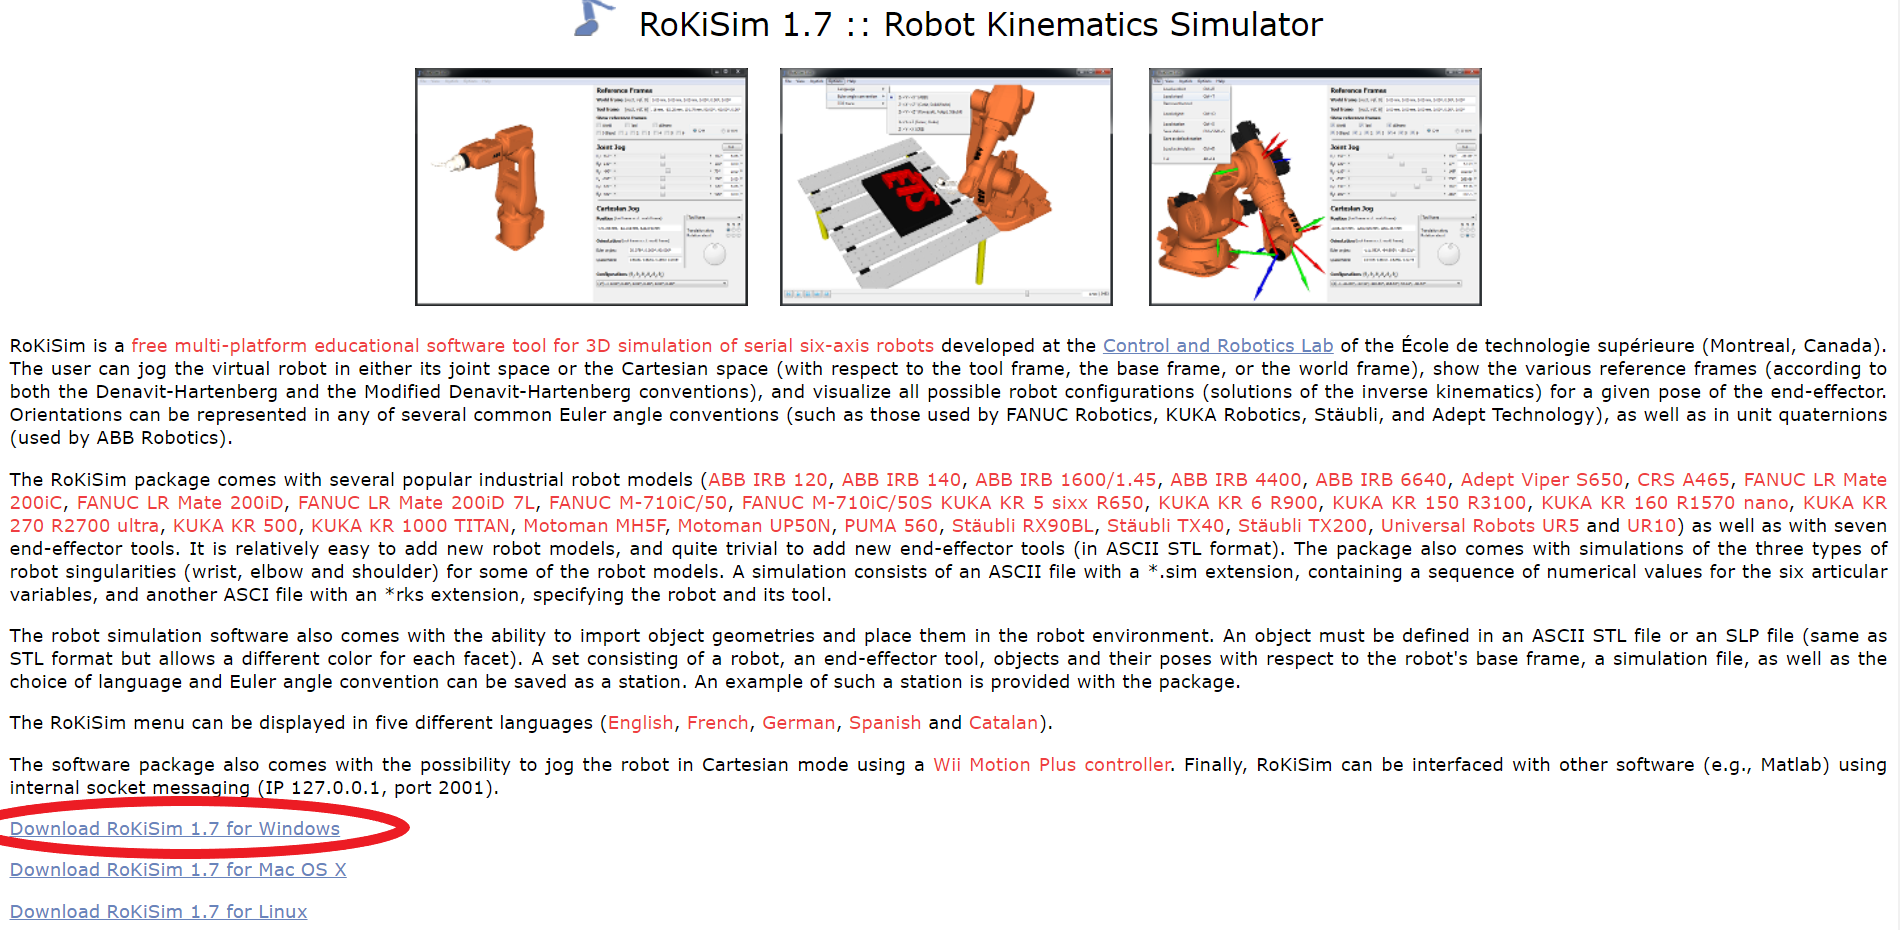 RoKiSim 1.7 :: Robot Kinematics Simulator
Reference Frames
Joint Jog
Cartesian Jog
ETS
Reference Frames
Joint Jog
Cartesian Jog
RoKiSim is a free multi-platform educational software tool for 3D simulation of serial six-axis robots developed at the Control and Robotics Lab of the École de technologie supérieure (Montreal, Canada).
The user can jog the virtual robot in either its joint space or the Cartesian space (with respect to the tool frame, the base frame, or the world frame), show the various reference frames (according to
both the Denavit-Hartenberg and the Modified Denavit-Hartenberg conventions), and visualize all possible robot configurations (solutions of the inverse kinematics) for a given pose of the end-effector.
Orientations can be represented in any of several common Euler angle conventions (such as those used by FANUC Robotics, KUKA Robotics, Stäubli, and Adept Technology), as well as in unit quaternions
(used by ABB Robotics).
The RoKiSim package comes with several popular industrial robot models (ABB IRB 120, ABB IRB 140, ABB IRB 1600/1.45, ABB IRB 4400, ABB IRB 6640, Adept Viper S650, CRS A465, FANUC LR Mate
200iC, FANUC LR Mate 200iD, FANUC LR Mate 200iD 7L, FANUC M-710iC/50, FANUC M-710iC/50S KUKA KR 5 sixx R650, KUKA KR 6 R900, KUKA KR 150 R3100, KUKA KR 160 R1570 nano, KUKA KR
270 R2700 ultra, KUKA KR 500, KUKA KR 1000 TITAN, Motoman MH5F, Motoman UP50N, PUMA 560, Stäubli RX90BL, Stäubli TX40, Stäubli TX200, Universal Robots UR5 and UR10) as well as with seven
end-effector tools. It is relatively easy to add new robot models, and quite trivial to add new end-effector tools (in ASCII STL format). The package also comes with simulations of the three types of
robot singularities (wrist, elbow and shoulder) for some of the robot models. A simulation consists of an ASCII file with a *.sim extension, containing a sequence of numerical values for the six articular
variables, and another ASCI file with an *rks extension, specifying the robot and its tool.
The robot simulation software also comes with the ability to import object geometries and place them in the robot environment. An object must be defined in an ASCII STL file or an SLP file (same as
STL format but allows a different color for each facet). A set consisting of a robot, an end-effector tool, objects and their poses with respect to the robot's base frame, a simulation file, as well as the
choice of language and Euler angle convention can be saved as a station. An example of such a station is provided with the package.
The RoKiSim menu can be displayed in five different languages (English, French, German, Spanish and Catalan).
The software package also comes with the possibility to jog the robot in Cartesian mode using a Wii Motion Plus controller. Finally, RoKiSim can be interfaced with other software (e.g., Matlab) using
internal socket messaging (IP 127.0.0.1, port 2001).
Download RoKiSim 1.7 for Windows
Download RoKiSim 1.7 for Mac OS X
Download RoKiSim 1.7 for Linux